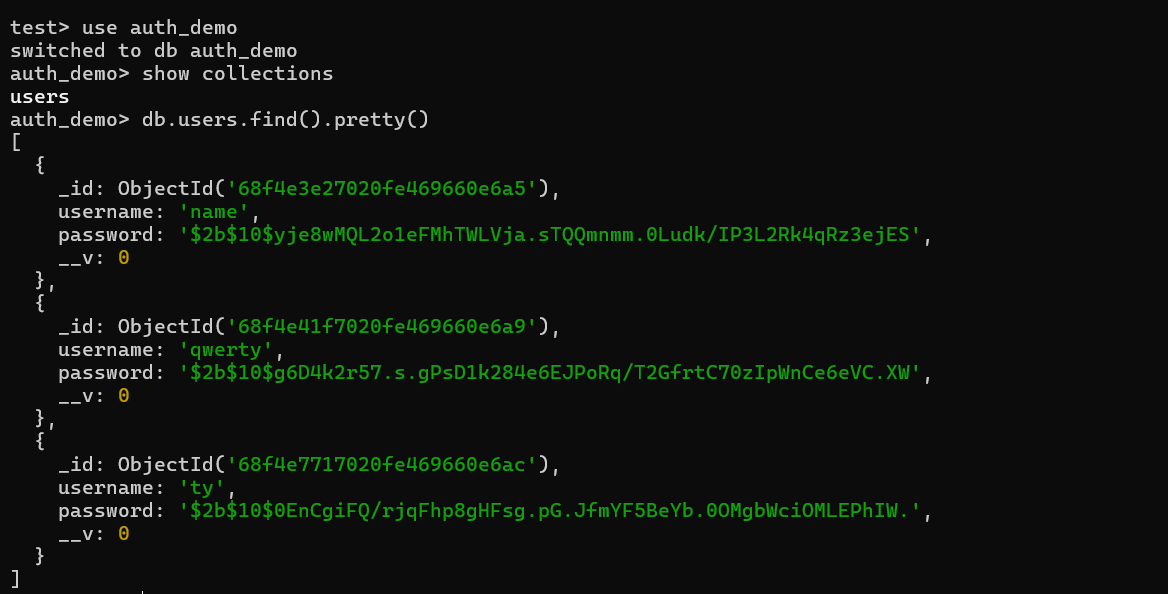 test> use auth_demo
switched to db auth_demo
auth_demo> show collections
users
auth_demo> db.users.find().pretty()
[
  {
    _id: ObjectId('68f4e3e27020fe469660e6a5'),
    username: 'name',
    password: '$2b$10$yje8wMQL2o1eFMhTWLVja.sTQQmnmm.0Ludk/IP3L2Rk4qRz3ejES',
    __v: 0
  },
  {
    _id: ObjectId('68f4e41f7020fe469660e6a9'),
    username: 'qwerty',
    password: '$2b$10$g6D4k2r57.s.gPsD1k284e6EJPoRq/T2GfrtC70zIpWnCe6eVC.XW',
    __v: 0
  },
  {
    _id: ObjectId('68f4e7717020fe469660e6ac'),
    username: 'ty',
    password: '$2b$10$0EnCgiFQ/rjqFhp8gHFsg.pG.JfmYF5BeYb.0OMgbWciOMLEPhIW.',
    __v: 0
  }
]